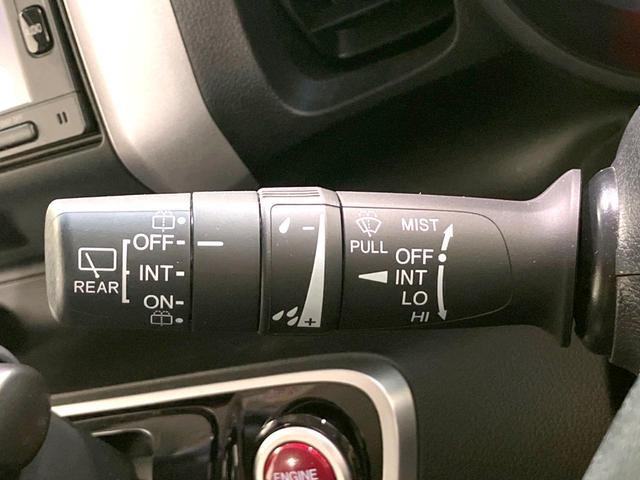 REAR
OFF
INT
ON
-
+
PULL
MIST
OFF
INT
LO
HI
ENGINE